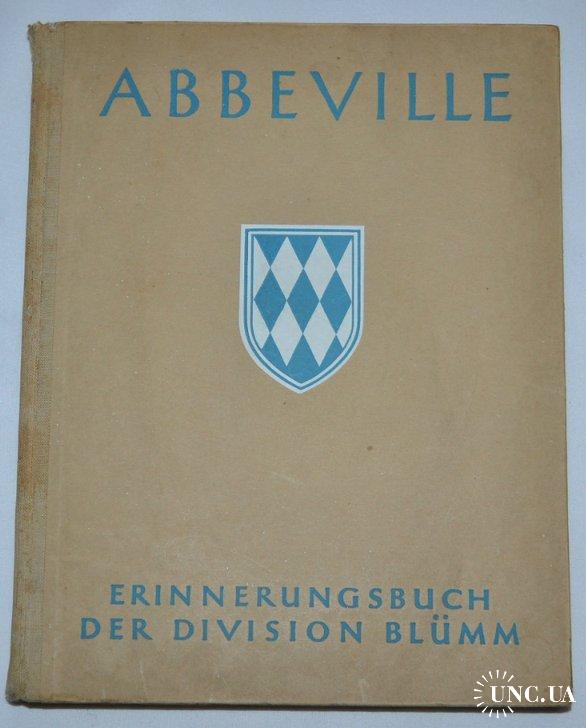 ABBEVILLE
ERINNERUNGSBUCH
DER DIVISION BLÜMM
UNC.UA